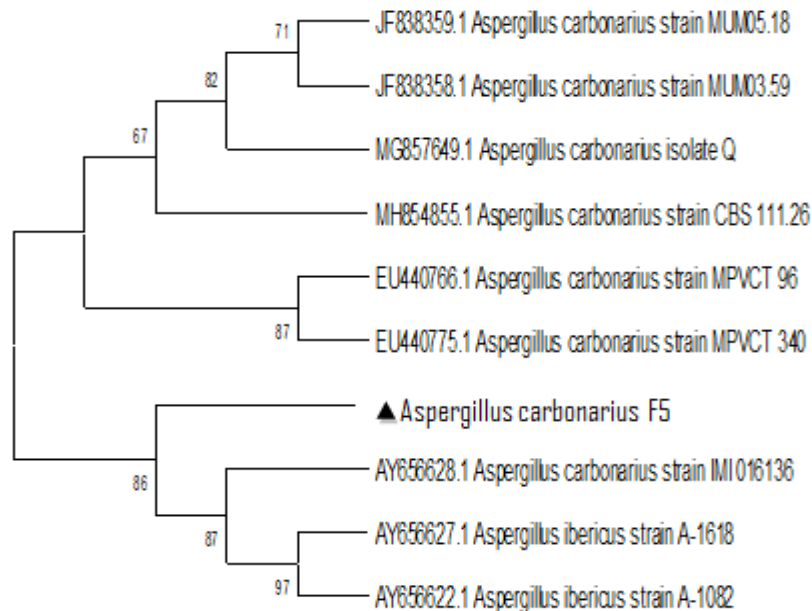 71
JF838359.1 Aspergillus carbonarius strain MUM05.18
82
JF838358.1 Aspergillus carbonarius strain MUM03.59
67
MG857649.1 Aspergillus carbonarius isolate Q
MH854855.1 Aspergillus carbonarius strain CBS 111.26
EU440766.1 Aspergillus carbonarius strain MPVCT 96
87
EU440775.1 Aspergillus carbonarius strain MPVCT 340
▲Aspergillus carbonarius F5
86
AY656628.1 Aspergillus carbonarius strain IMI 016136
87
AY656627.1 Aspergillus ibericus strain A-1618
97
AY656622.1 Aspergillus ibericus strain A-1082